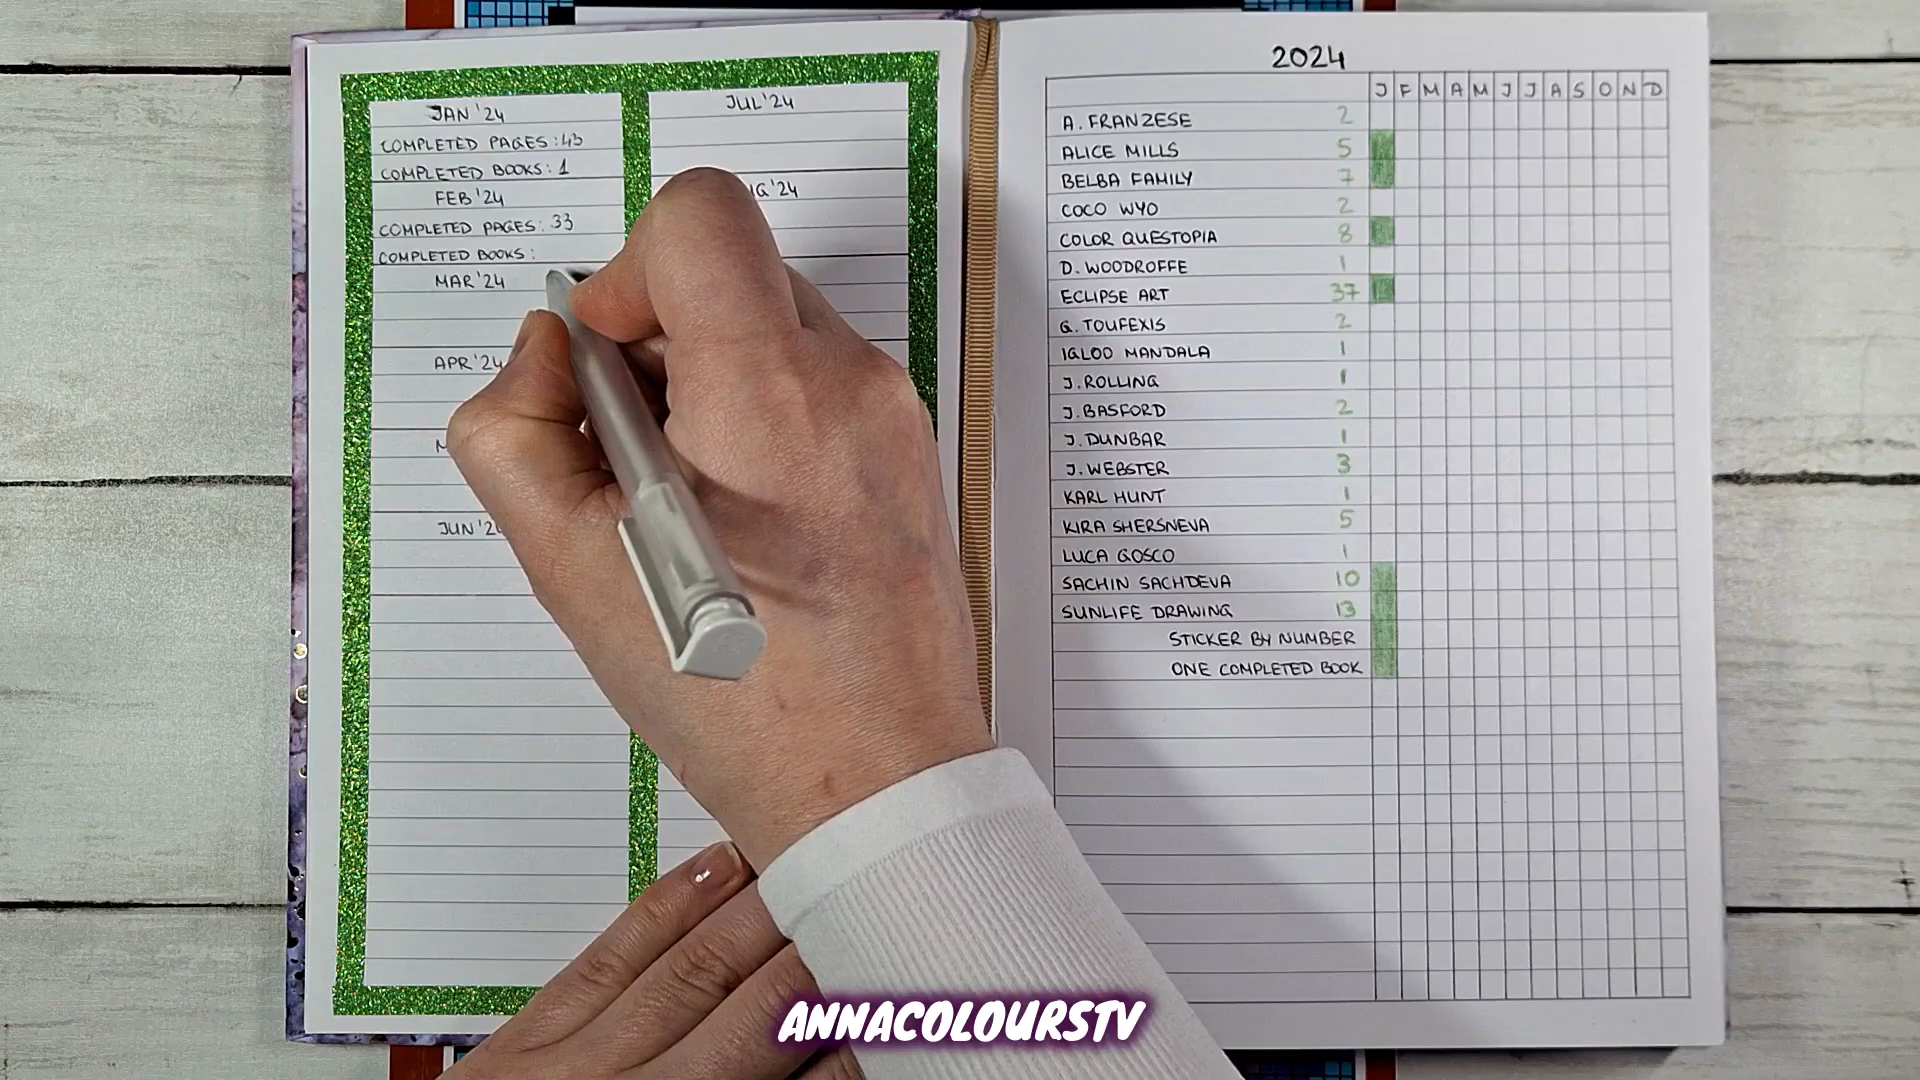 JAN '24
COMPLETED PAGES: 43
COMPLETED BOOKS: 1
FEB '24
COMPLETED PAGES: 33
COMPLETED BOOKS:
MAR '24
APR '24
JUL '24
2024
J F M A M J J A S O N D
A. FRANZESE 2
ALICE MILLS 5
BELBA FAMILY 7
COCO WYO 2
COLOR QUESTOPIA 8
D. WOODROFFE 1
ECLIPSE ART 37
G. TOUFEXIS 2
IGLOO MANDALA 1
J. ROLLING 1
J. BASFORD 2
J. DUNBAR 1
J. WEBSTER 3
KARL HUNT 1
KIRA SHERSNEVA 5
LUCA GOSCO 1
SACHIN SACHDEVA 10
SUNLIFE DRAWING 13
STICKER BY NUMBER
ONE COMPLETED BOOK
ANNACOLOURSTV